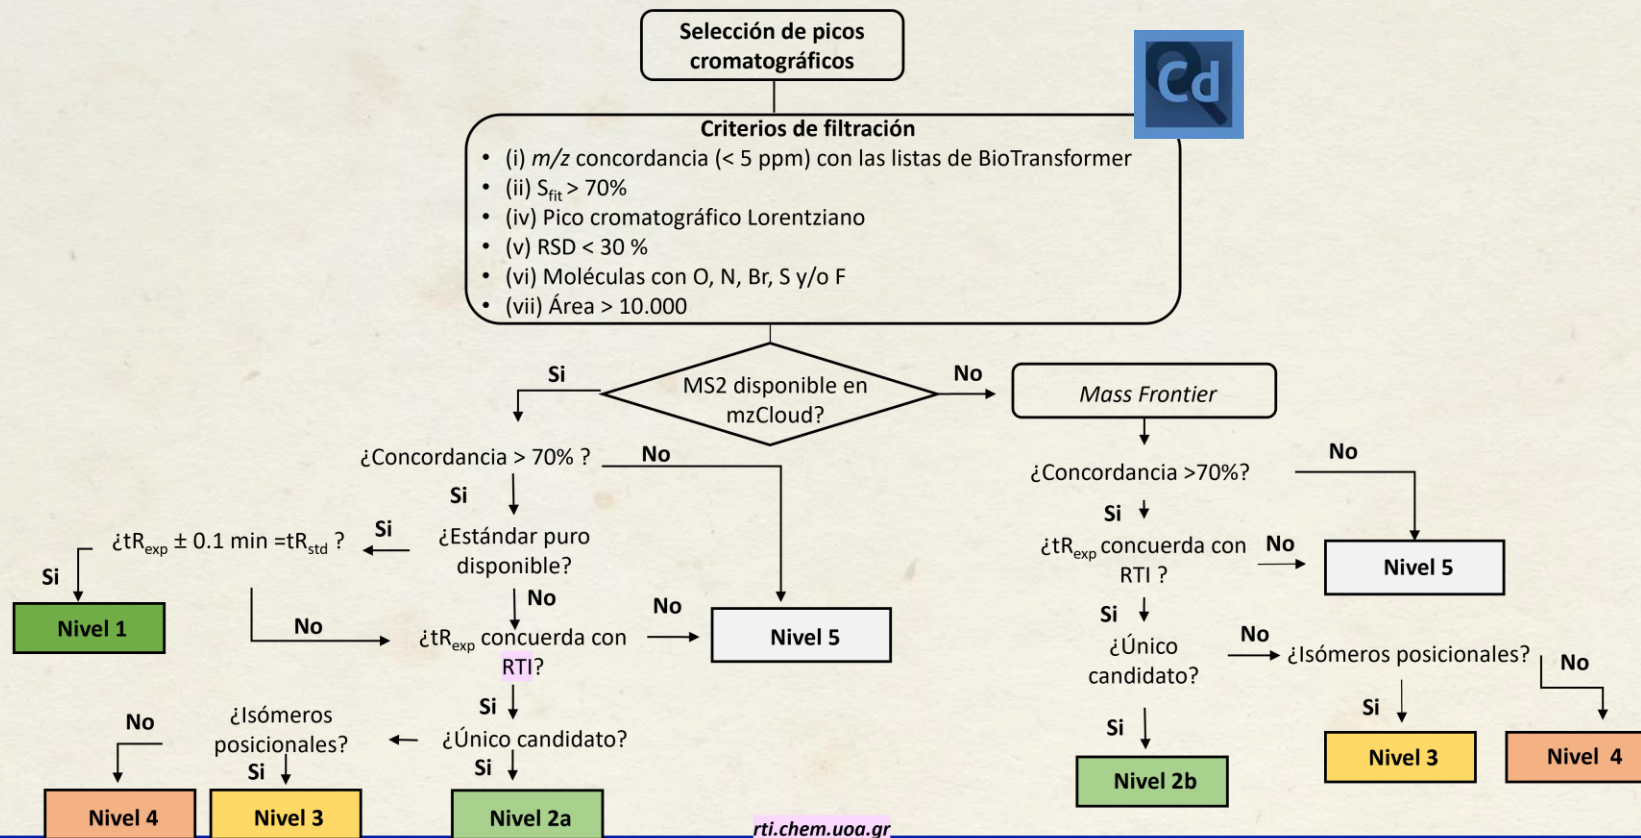 Selección de picos
cromatográficos
Cd
Criterios de filtración
• (i) m/z concordancia (< 5 ppm) con las listas de BioTransformer
• (ii) Sfit > 70%
• (iv) Pico cromatográfico Lorentziano
• (v) RSD < 30 %
• (vi) Moléculas con O, N, Br, S y/o F
• (vii) Área > 10.000
Si
MS2 disponible en
mzCloud?
No
Mass Frontier
¿Concordancia > 70% ?
No
Si
¿Estándar puro
disponible?
Si
¿tRexp ± 0.1 min =tRstd ?
Si
Nivel 1
No
No
¿tRexp concuerda con
RTI?
No
Nivel 5
Si
¿Único candidato?
¿Isómeros
posicionales?
No
Si
Si
Nivel 4
Nivel 3
Nivel 2a
¿Concordancia >70%?
No
Si
¿tRexp concuerda con
RTI ?
No
Nivel 5
Si
¿Único
candidato?
No
¿Isómeros posicionales?
No
Si
Si
Nivel 2b
Nivel 3
Nivel 4
rti.chem.uoa.gr